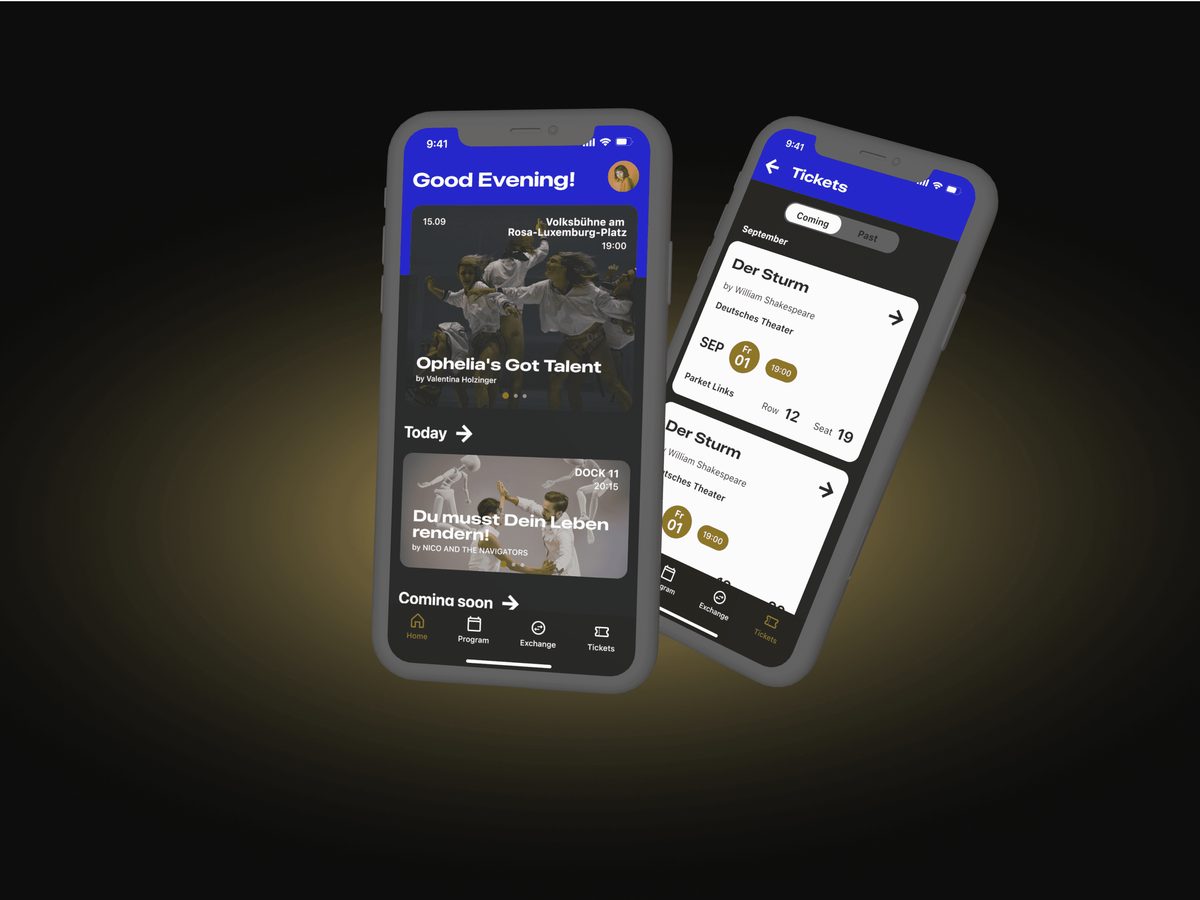 9:41
Good Evening!
15.09
Volksbühne am
Rosa-Luxemburg-Platz
19:00
Ophelia's Got Talent
by Valentina Holzinger
Today
DOCK 11
20:15
Du musst Dein Leben
rendern!
by NICO AND THE NAVIGATORS
Coming soon
Home
Program
Exchange
Tickets
9:41
Tickets
Coming
Past
September
Der Sturm
by William Shakespeare
Deutsches Theater
SEP
Fr
01
19:00
Parket Links
Row 12
Seat 19
Der Sturm
William Shakespeare
utsches Theater
Fr
01
19:00
gram
Exchange
Tickets